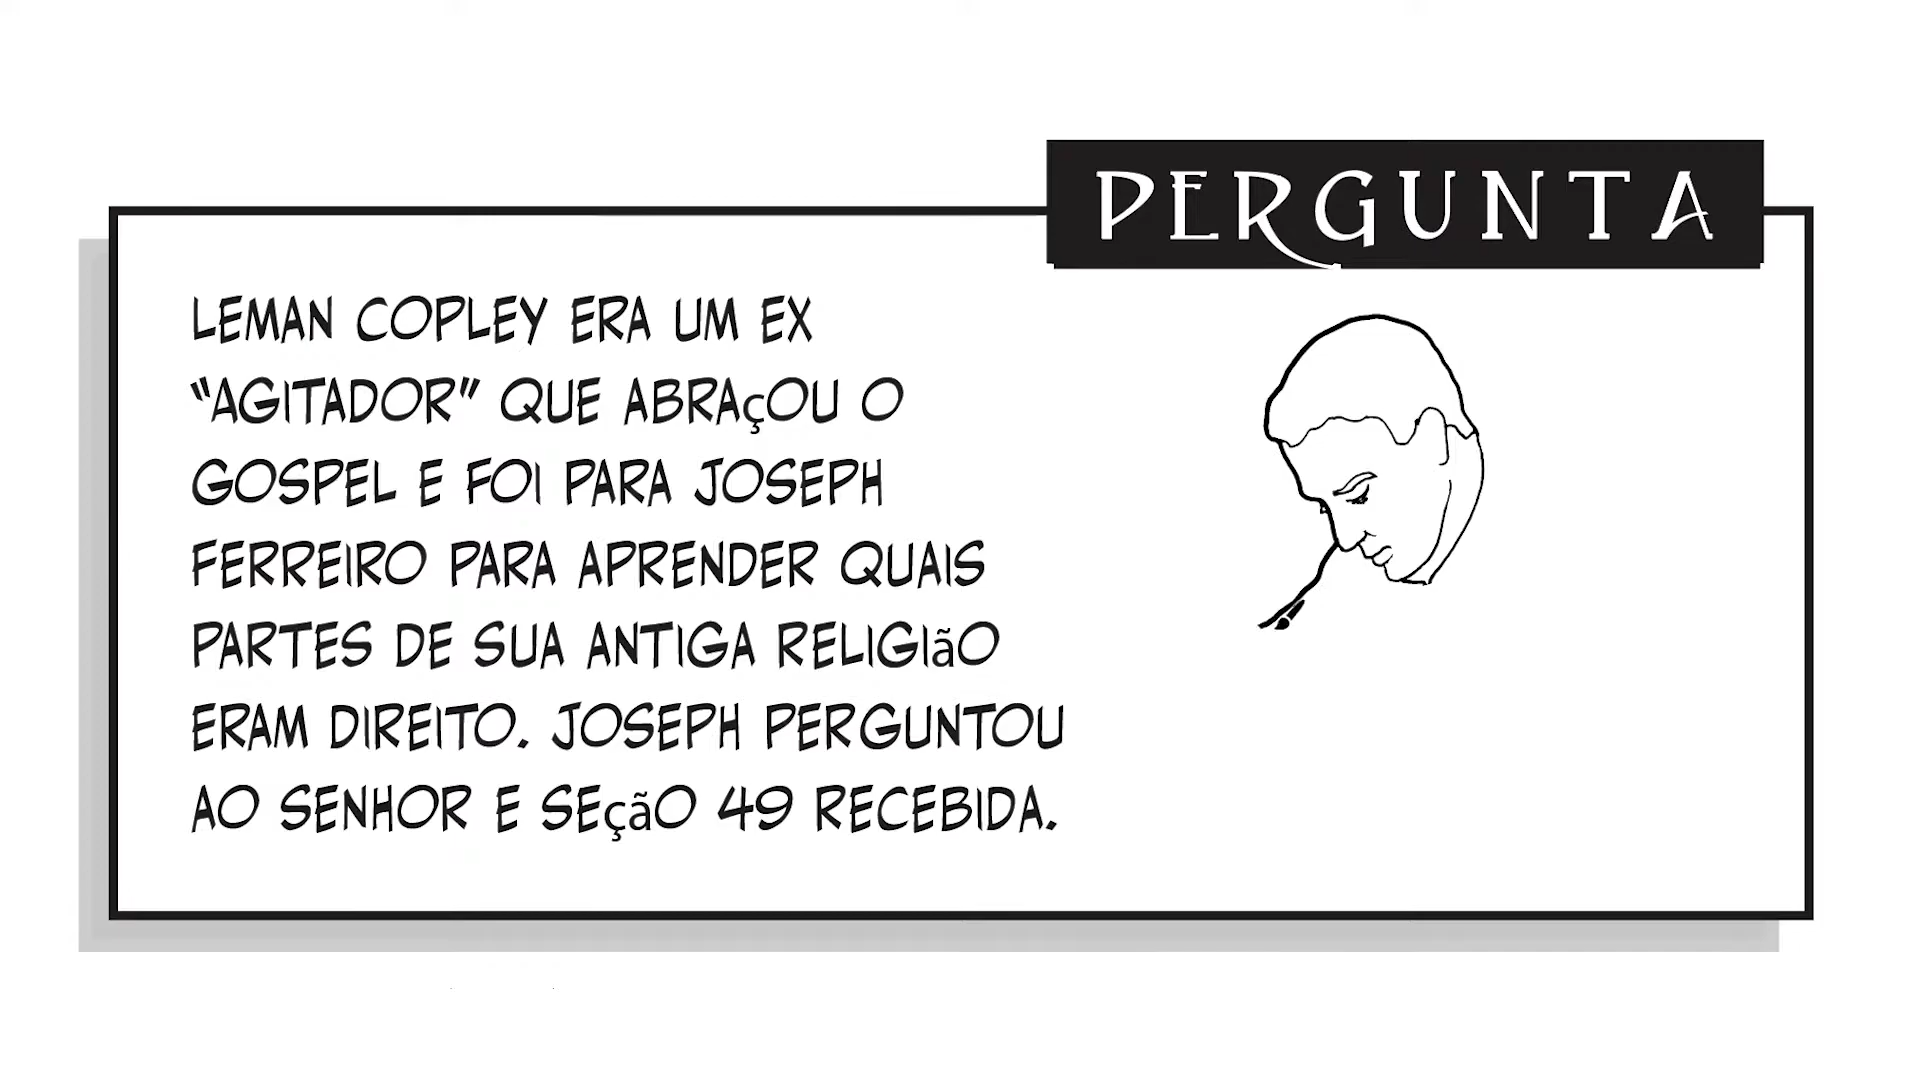 PERGUNTA
LEMAN COPLEY ERA UM EX
“AGITADOR” QUE ABRAçOU O
GOSPEL E FOI PARA JOSEPH
FERREIRO PARA APRENDER QUAIS
PARTES DE SUA ANTIGA RELIGIãO
ERAM DIREITO. JOSEPH PERGUNTOU
AO SENHOR E SEçãO 49 RECEBIDA.